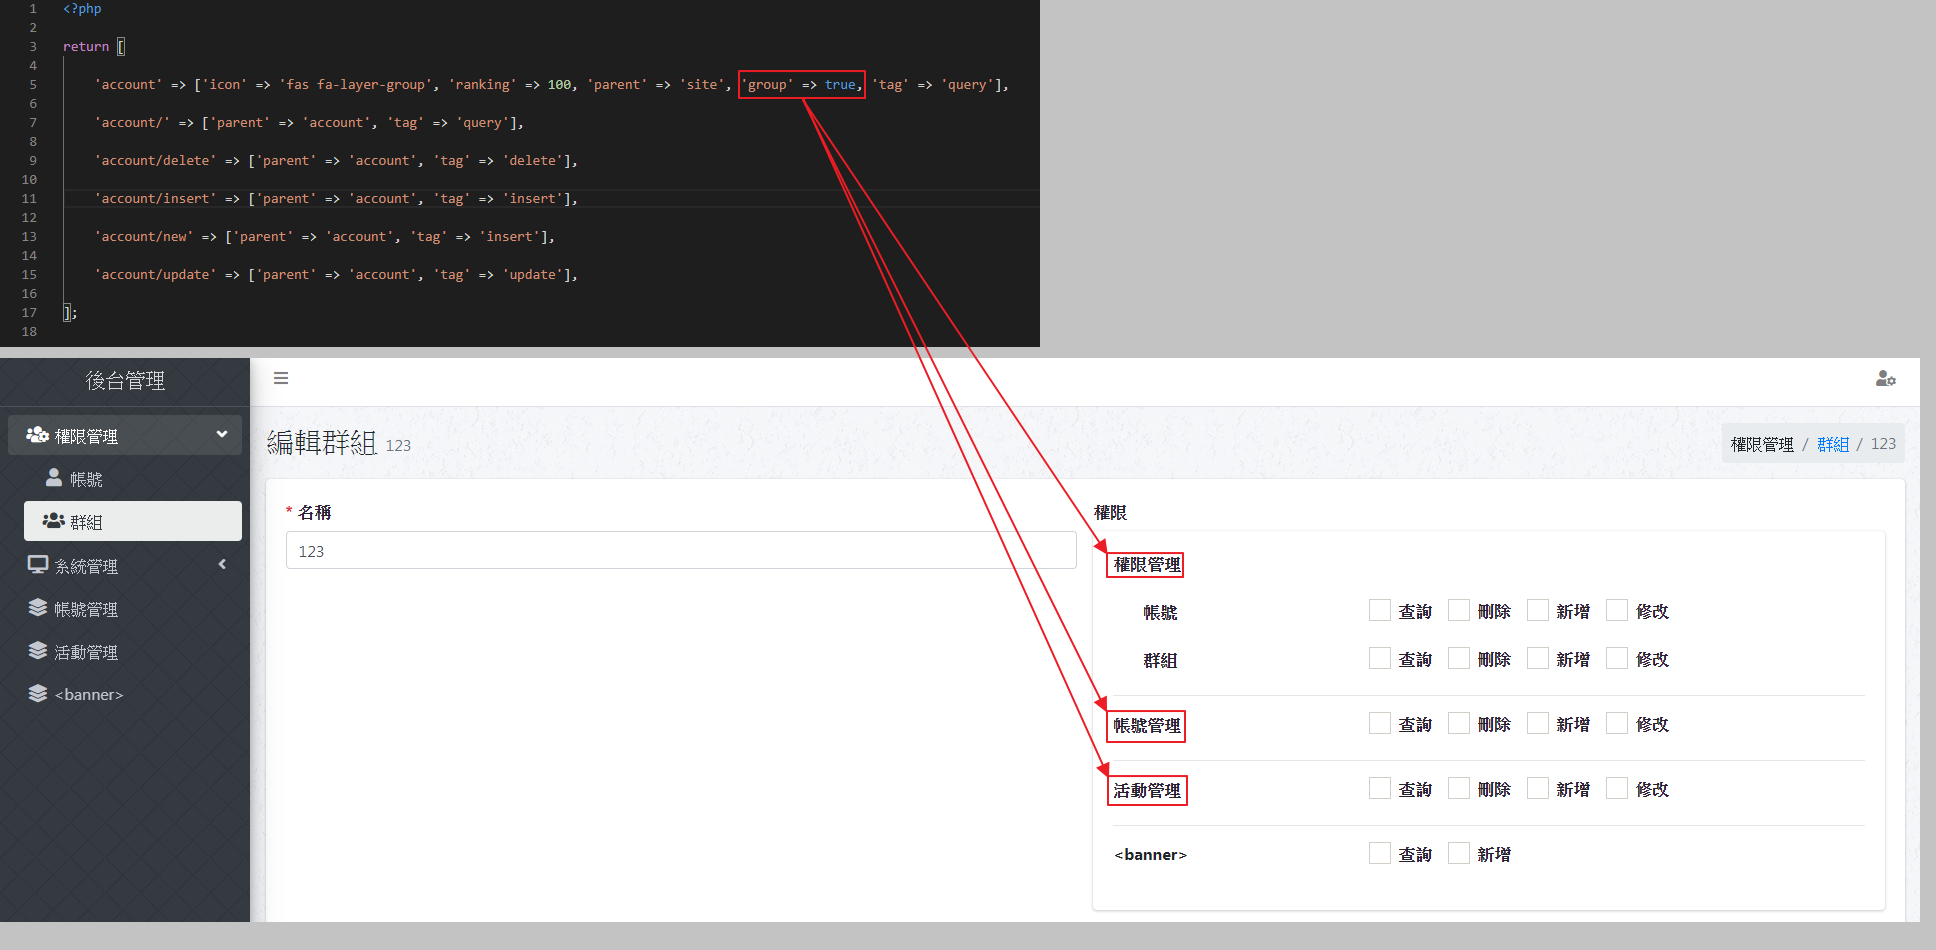 1 <?php
2
3 return [
4
5 'account' => ['icon' => 'fas fa-layer-group', 'ranking' => 100, 'parent' => 'site', 'group' => true, 'tag' => 'query'],
6
7 'account/' => ['parent' => 'account', 'tag' => 'query'],
8
9 'account/delete' => ['parent' => 'account', 'tag' => 'delete'],
10
11 'account/insert' => ['parent' => 'account', 'tag' => 'insert'],
12
13 'account/new' => ['parent' => 'account', 'tag' => 'insert'],
14
15 'account/update' => ['parent' => 'account', 'tag' => 'update'],
16
17 ];
18
後台管理
權限管理
帳號
群組
系統管理
帳號管理
活動管理
<banner>
編輯群組 123
權限管理 / 群組 / 123
* 名稱
123
權限
權限管理
帳號 查詢 刪除 新增 修改
群組 查詢 刪除 新增 修改
帳號管理 查詢 刪除 新增 修改
活動管理 查詢 刪除 新增 修改
<banner> 查詢 新增